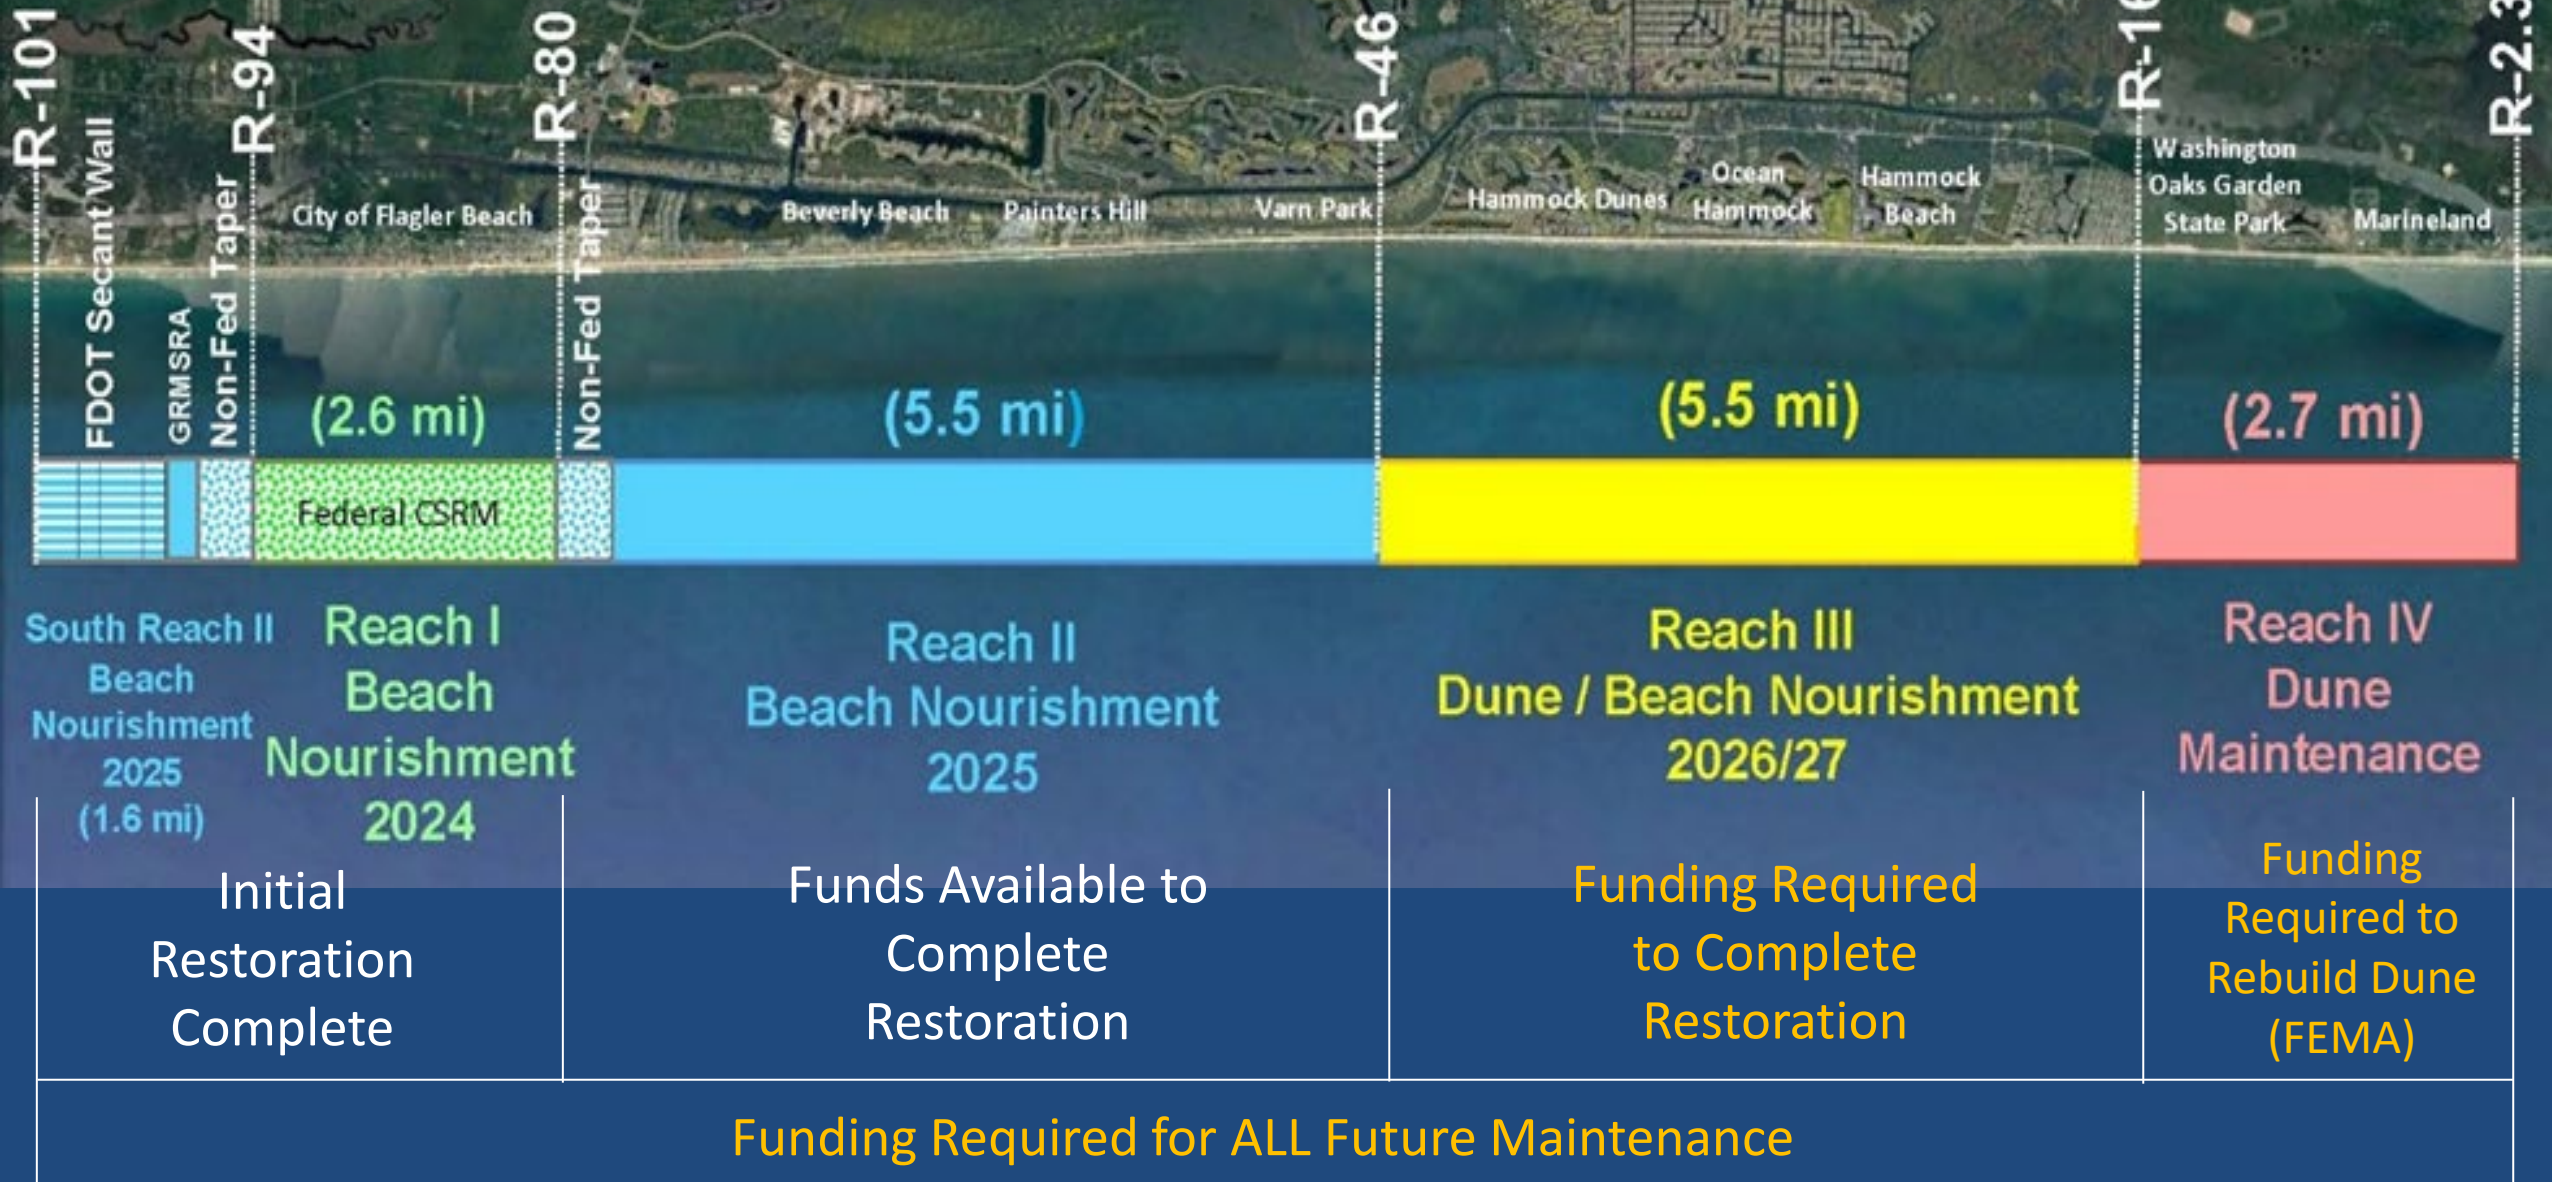 R-101
FDOT Secant Wall
GRMSRA
Non-Fed Taper
R-94
City of Flagler Beach
R-80
Non-Fed Taper
Beverly Beach
Painters Hill
Varn Park
R-46
Hammock Dunes
Ocean
Hammock
Hammock
Beach
R-16
Washington
Oaks Garden
State Park
Marineland
R-2.3
(2.6 mi)
(5.5 mi)
(5.5 mi)
(2.7 mi)
Federal CSRM
South Reach II
Beach
Nourishment
2025
(1.6 mi)
Reach I
Beach
Nourishment
2024
Reach II
Beach Nourishment
2025
Reach III
Dune / Beach Nourishment
2026/27
Reach IV
Dune
Maintenance
Initial
Restoration
Complete
Funds Available to
Complete
Restoration
Funding Required
to Complete
Restoration
Funding
Required to
Rebuild Dune
(FEMA)
Funding Required for ALL Future Maintenance